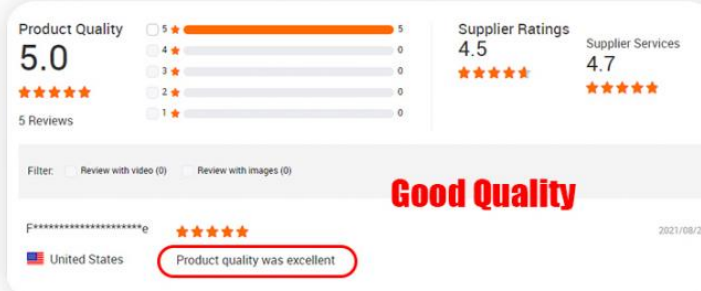 Product Quality
5.0
5 Reviews
5 5
4 0
3 0
2 0
1 0
Supplier Ratings
4.5
Supplier Services
4.7
Filter: Review with video (0) Review with images (0)
Good Quality
F*********************e
2021/08/2
United States
Product quality was excellent